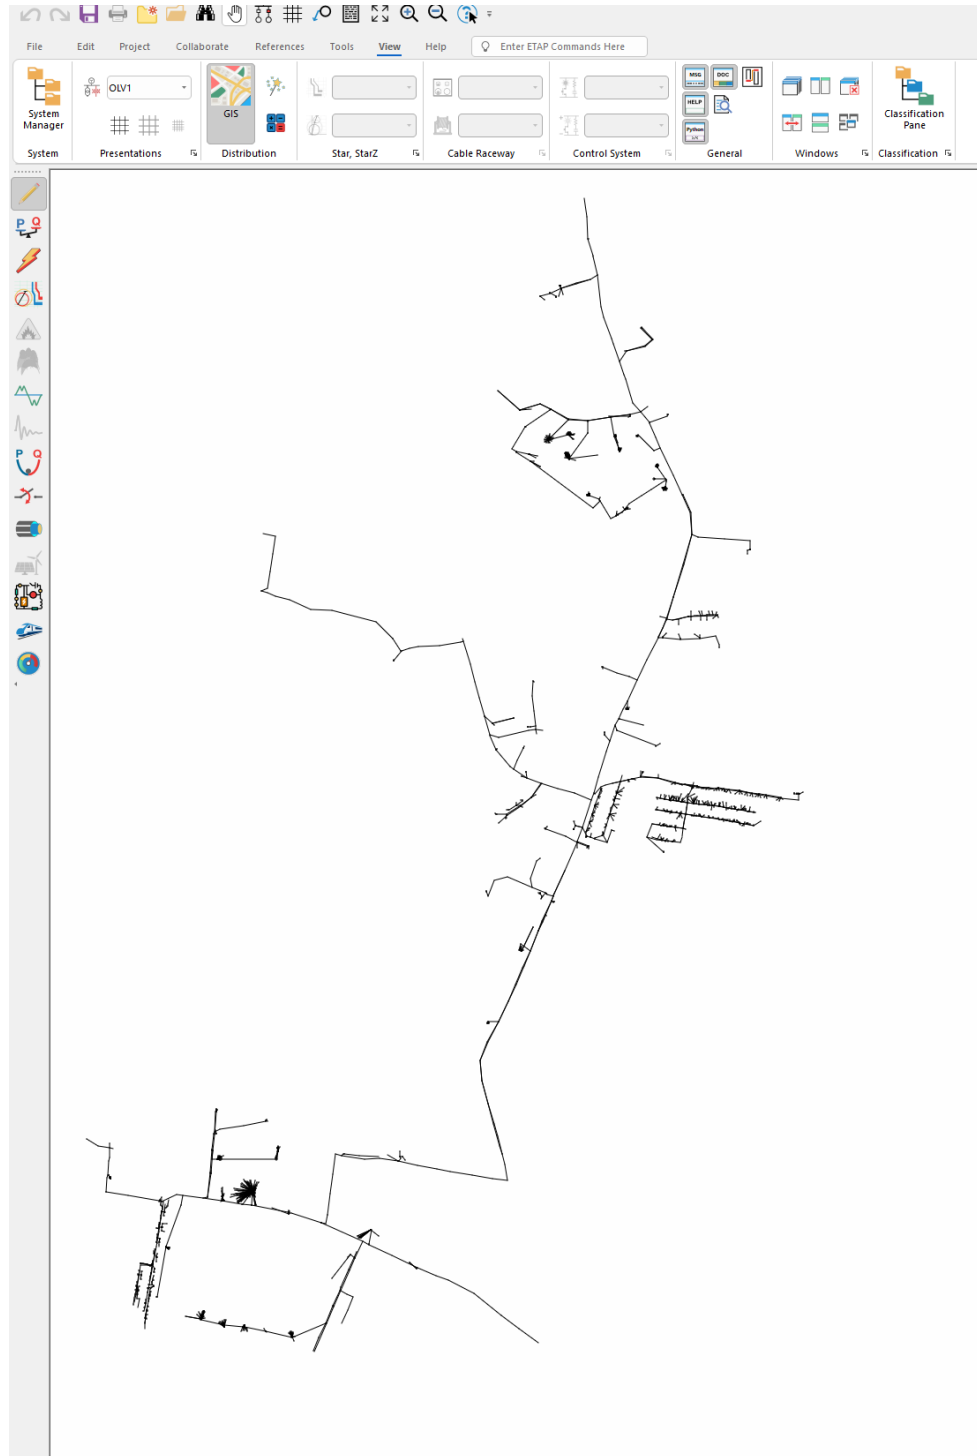 File Edit Project Collaborate References Tools View Help Enter ETAP Commands Here
OLV1
MSG DOC
HELP
Python
System Manager
GIS
Classification Pane
System Presentations Distribution Star, StarZ Cable Raceway Control System General Windows Classification
P Q
P Q